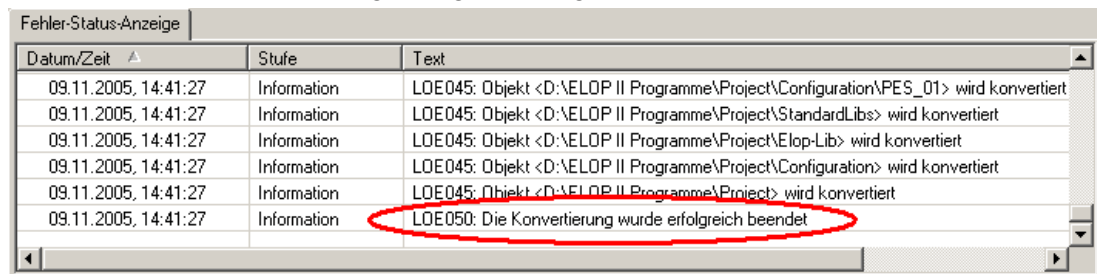 Fehler-Status-Anzeige
Datum/Zeit Stufe Text
09.11.2005, 14:41:27 Information LOE045: Objekt <D:\ELOP II Programme\Project\Configuration\PES_01> wird konvertiert
09.11.2005, 14:41:27 Information LOE045: Objekt <D:\ELOP II Programme\Project\StandardLibs> wird konvertiert
09.11.2005, 14:41:27 Information LOE045: Objekt <D:\ELOP II Programme\Project\Elop-Lib> wird konvertiert
09.11.2005, 14:41:27 Information LOE045: Objekt <D:\ELOP II Programme\Project\Configuration> wird konvertiert
09.11.2005, 14:41:27 Information LOE045: Objekt <D:\ELOP II Programme\Project> wird konvertiert
09.11.2005, 14:41:27 Information LOE050: Die Konvertierung wurde erfolgreich beendet